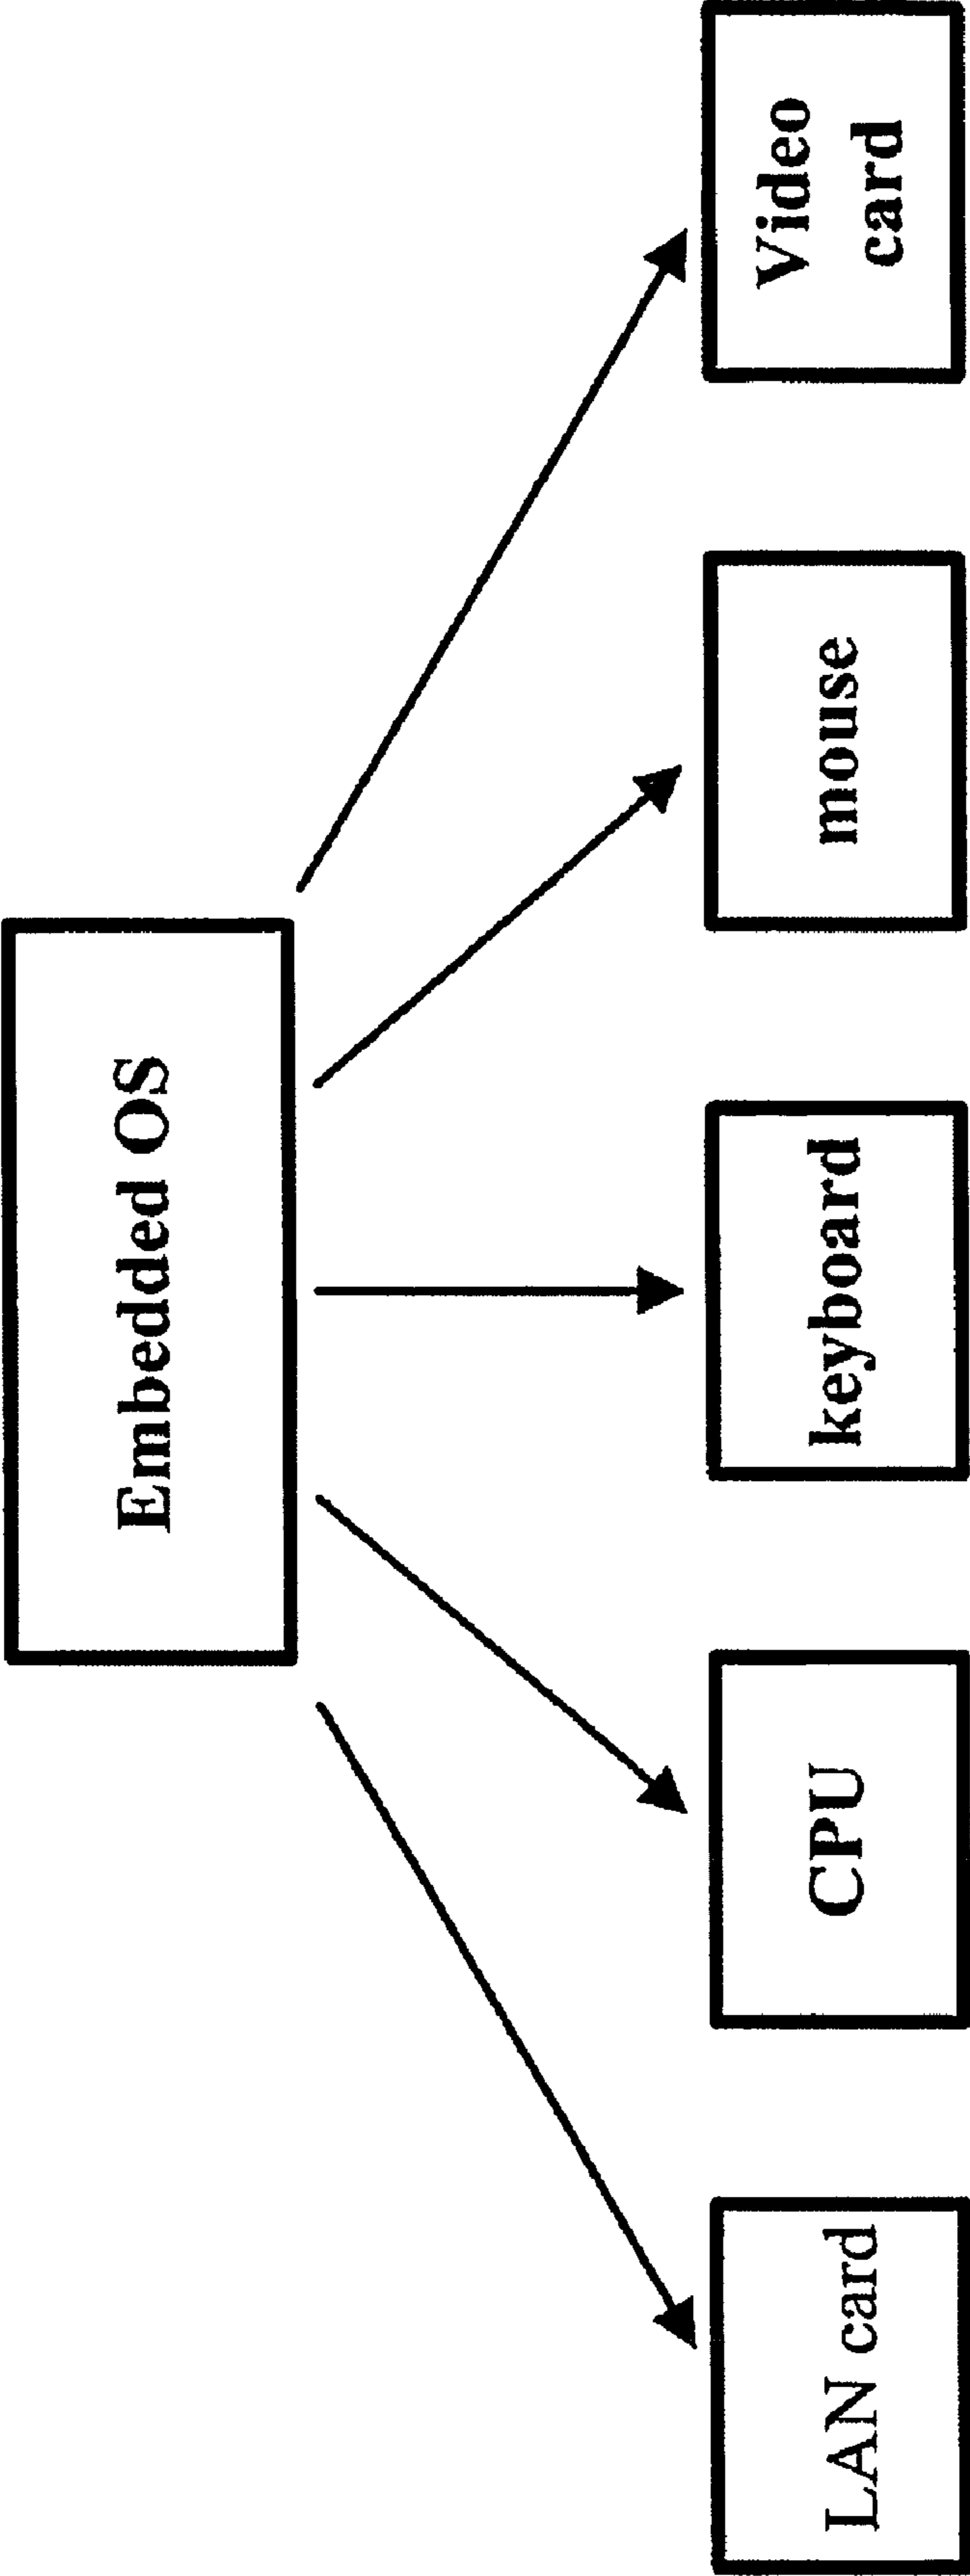 Embedded OS
LAN card
CPU
keyboard
mouse
Video
card